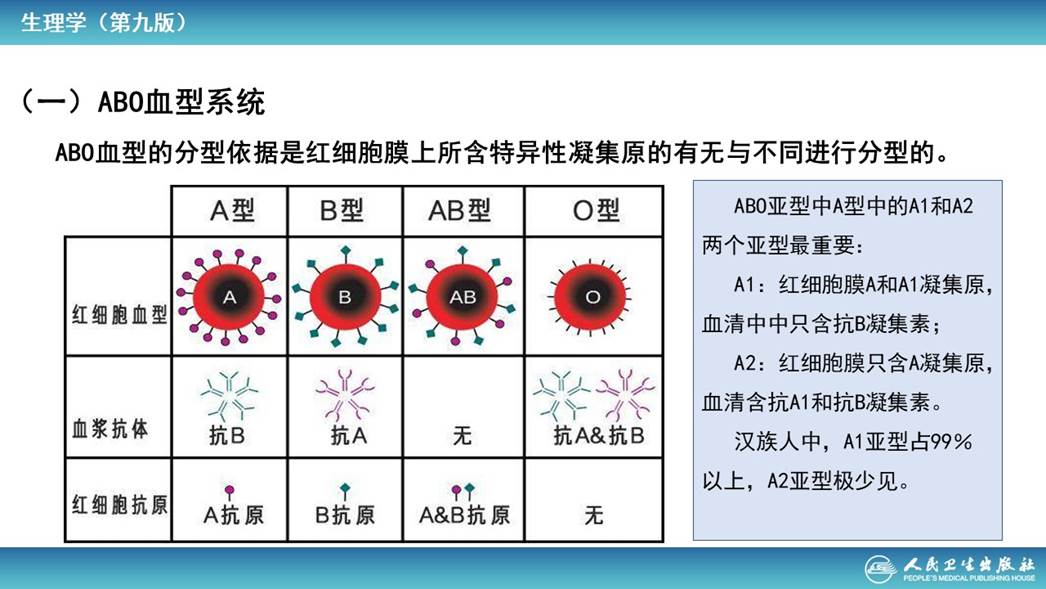 生理学（第九版）
（一）ABO血型系统
ABO血型的分型依据是红细胞膜上所含特异性凝集原的有无与不同进行分型的。
A型 B型 AB型 O型
红细胞血型 A B AB O
血浆抗体 抗B 抗A 无 抗A&抗B
红细胞抗原 A抗原 B抗原 A&B抗原 无
ABO亚型中A型中的A1和A2
两个亚型最重要：
A1：红细胞膜A和A1凝集原，
血清中中只含抗B凝集素；
A2：红细胞膜只含A凝集原，
血清含抗A1和抗B凝集素。
汉族人中，A1亚型占99%
以上，A2亚型极少见。
人民卫生出版社
PEOPLE'S MEDICAL PUBLISHING HOUSE